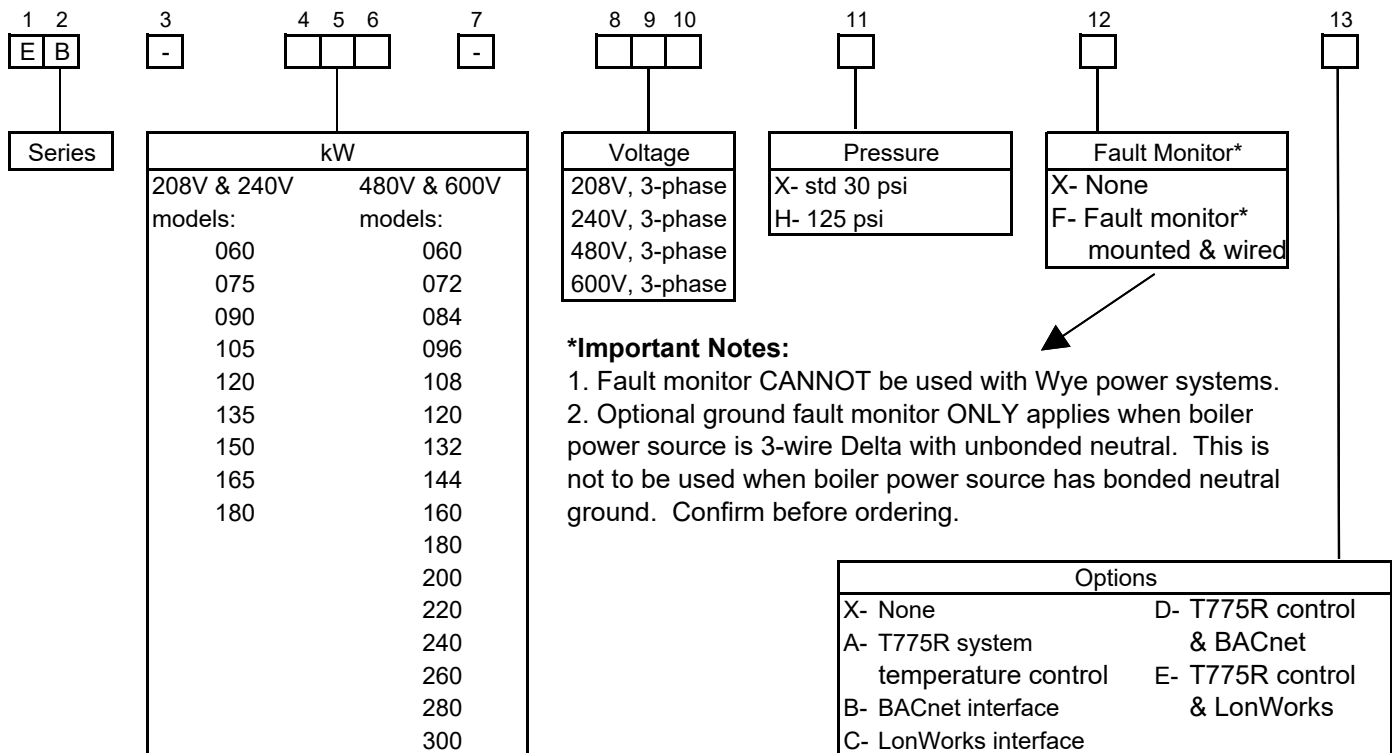 1 2 3 4 5 6 7 8 9 10 11 12 13
E B - -
Series
kW
208V & 240V 480V & 600V
models: models:
060 060
075 072
090 084
105 096
120 108
135 120
150 132
165 144
180 160
180
200
220
240
260
280
300
Voltage
208V, 3-phase
240V, 3-phase
480V, 3-phase
600V, 3-phase
Pressure
X- std 30 psi
H- 125 psi
Fault Monitor*
X- None
F- Fault monitor*
mounted & wired
*Important Notes:
1. Fault monitor CANNOT be used with Wye power systems.
2. Optional ground fault monitor ONLY applies when boiler
power source is 3-wire Delta with unbonded neutral. This is
not to be used when boiler power source has bonded neutral
ground. Confirm before ordering.
Options
X- None
A- T775R system
temperature control
B- BACnet interface
C- LonWorks interface
D- T775R control
& BACnet
E- T775R control
& LonWorks